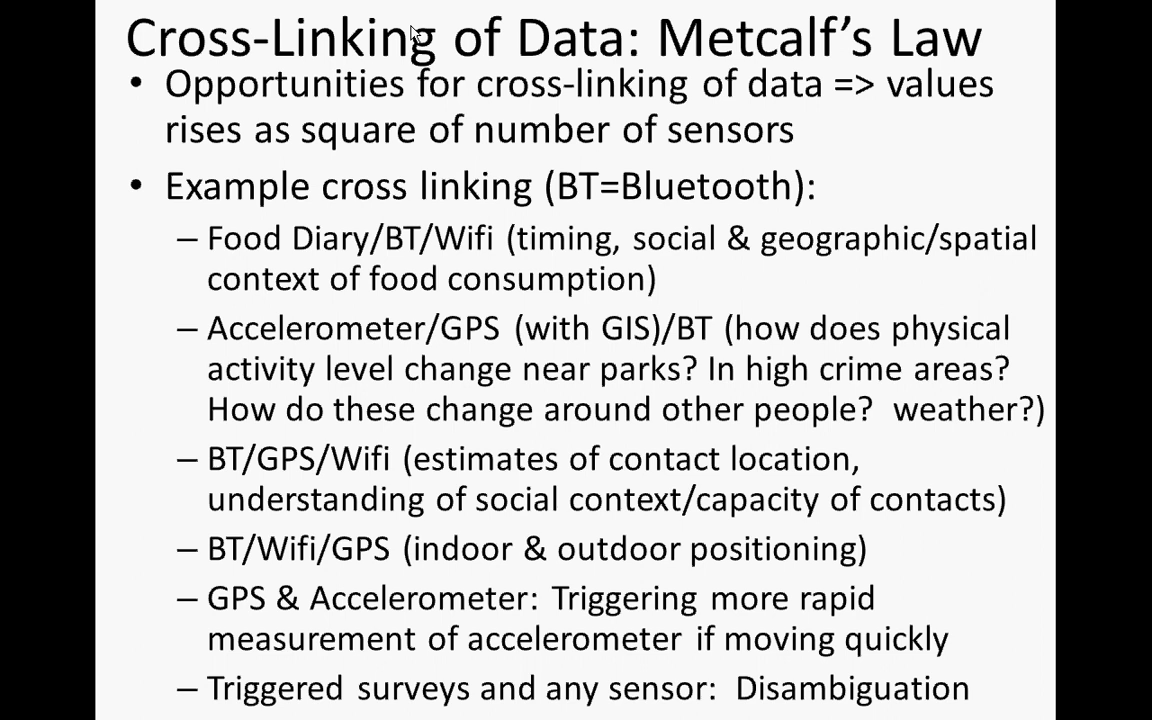 Cross-Linking of Data: Metcalf's Law
• Opportunities for cross-linking of data => values
rises as square of number of sensors
• Example cross linking (BT=Bluetooth):
– Food Diary/BT/Wifi (timing, social & geographic/spatial
context of food consumption)
– Accelerometer/GPS (with GIS)/BT (how does physical
activity level change near parks? In high crime areas?
How do these change around other people?  weather?)
– BT/GPS/Wifi (estimates of contact location,
understanding of social context/capacity of contacts)
– BT/Wifi/GPS (indoor & outdoor positioning)
– GPS & Accelerometer: Triggering more rapid
measurement of accelerometer if moving quickly
– Triggered surveys and any sensor:  Disambiguation